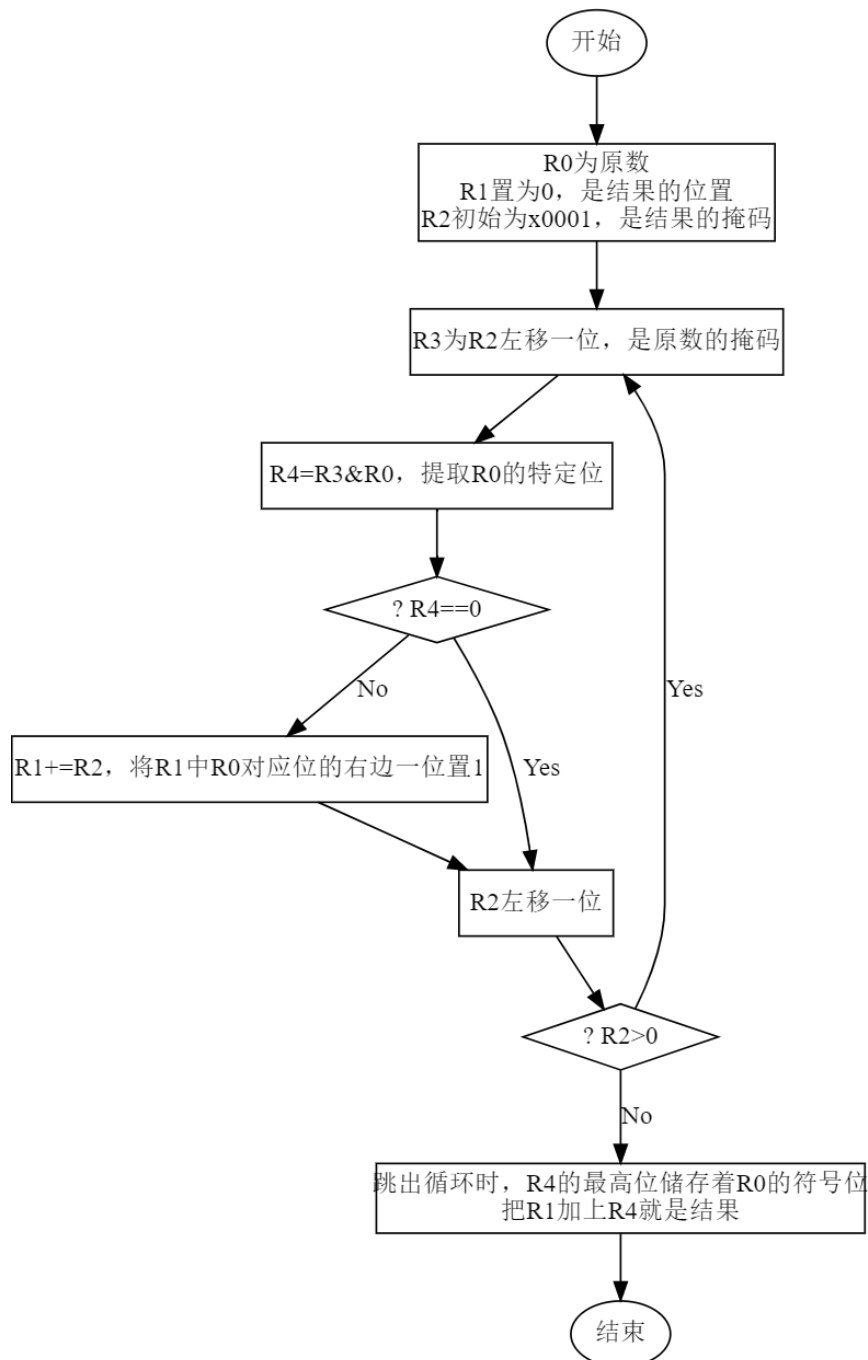 开始
R0为原数
R1置为0，是结果的位置
R2初始为x0001，是结果的掩码
R3为R2左移一位，是原数的掩码
R4=R3&R0，提取R0的特定位
? R4==0
No
Yes
R1+=R2，将R1中R0对应位的右边一位置1
Yes
R2左移一位
? R2>0
No
跳出循环时，R4的最高位储存着R0的符号位
把R1加上R4就是结果
结束